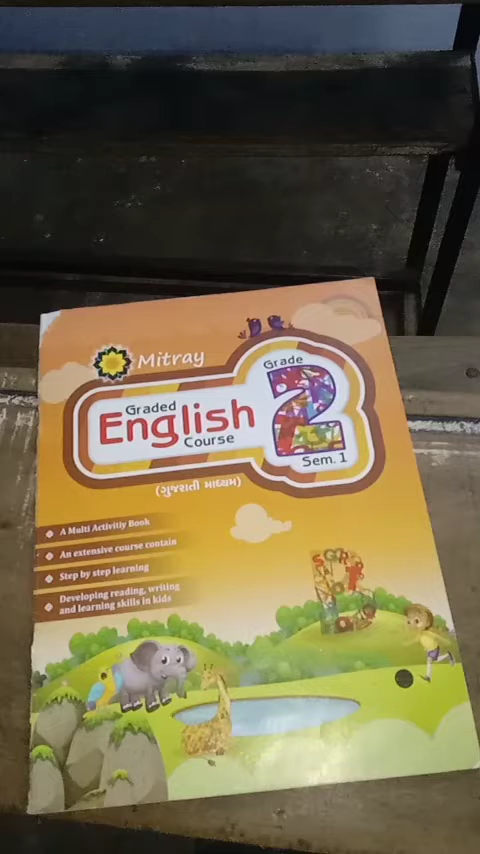 Mitray
Graded
English
Course
Grade
2
Sem. 1
(ગુજરાતી માધ્યમ)
A Multi Activitiy Book
An extensive course contain
Step by step learning
Developing reading, writing
and learning skills in kids